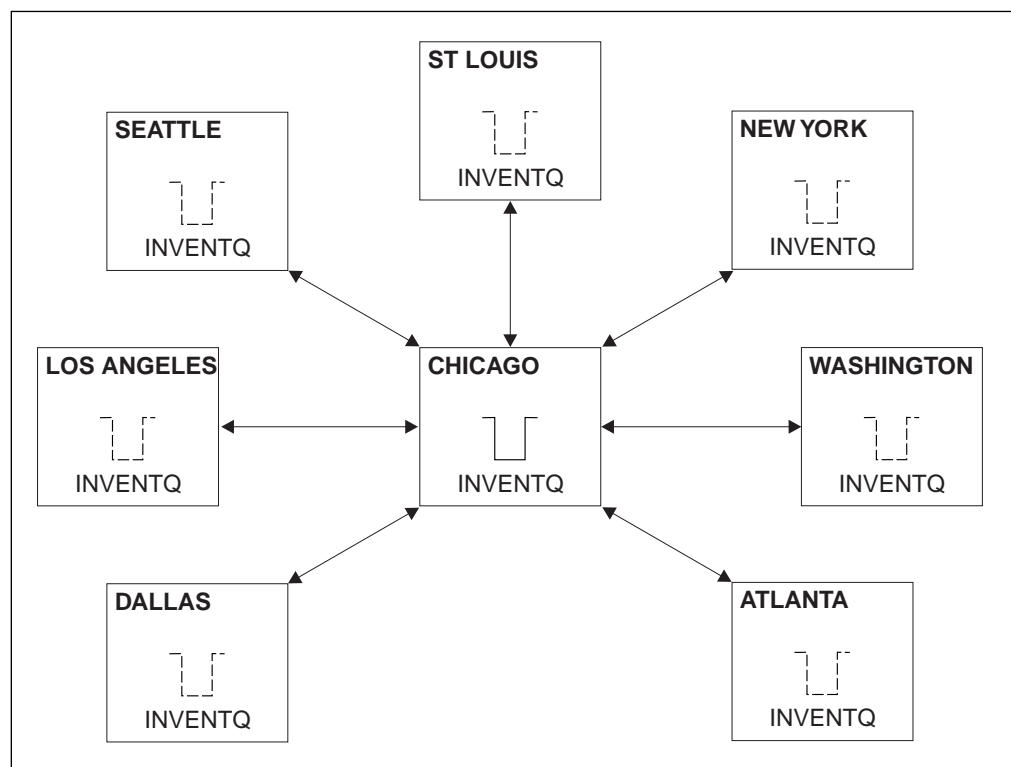 ST LOUIS
INVENTQ
SEATTLE
INVENTQ
NEW YORK
INVENTQ
LOS ANGELES
INVENTQ
CHICAGO
INVENTQ
WASHINGTON
INVENTQ
DALLAS
INVENTQ
ATLANTA
INVENTQ